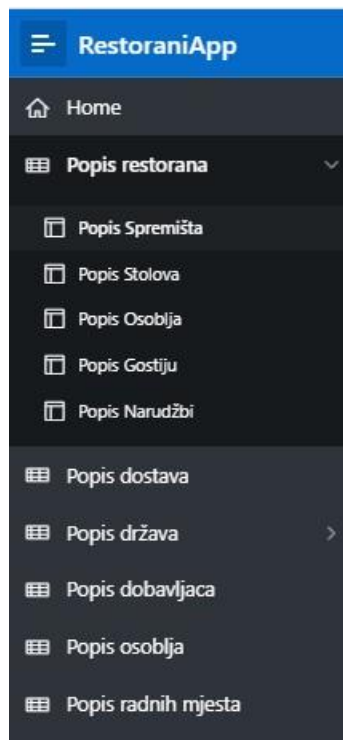 RestoraniApp
Home
Popis restorana
Popis Spremišta
Popis Stolova
Popis Osoblja
Popis Gostiju
Popis Narudžbi
Popis dostava
Popis država
Popis dobavljaca
Popis osoblja
Popis radnih mjesta